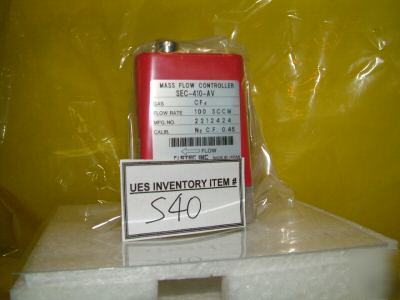 MASS FLOW CONTROLLER
SEC-410-AV
GAS CF4
FLOW RATE 100 SCCM
MFG.NO. 2212424
CALIB. N2 C.F. 0.45
FLOW
INC.
UES INVENTORY ITEM #
S40